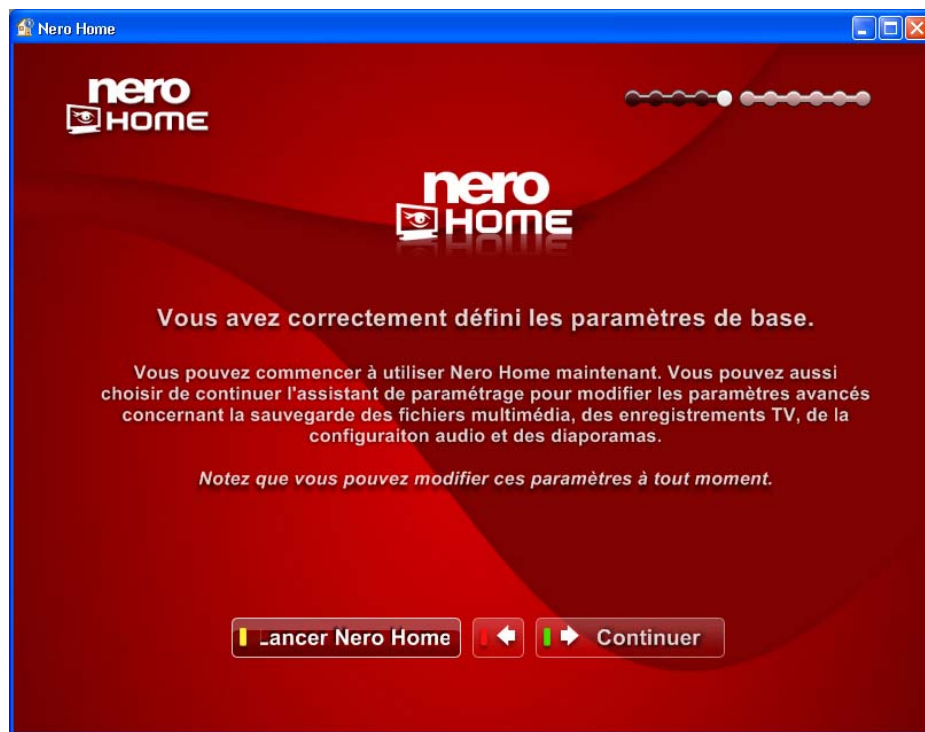 Nero Home
nero
HOME
nero
HOME
Vous avez correctement défini les paramètres de base.
Vous pouvez commencer à utiliser Nero Home maintenant. Vous pouvez aussi
choisir de continuer l'assistant de paramétrage pour modifier les paramètres avancés
concernant la sauvegarde des fichiers multimédia, des enregistrements TV, de la
configuraiton audio et des diaporamas.
Notez que vous pouvez modifier ces paramètres à tout moment.
Lancer Nero Home
Continuer